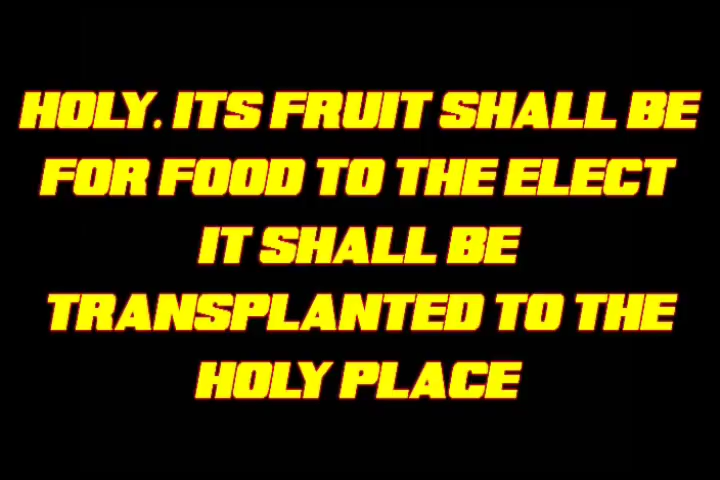 HOLY. ITS FRUIT SHALL BE
FOR FOOD TO THE ELECT
IT SHALL BE
TRANSPLANTED TO THE
HOLY PLACE